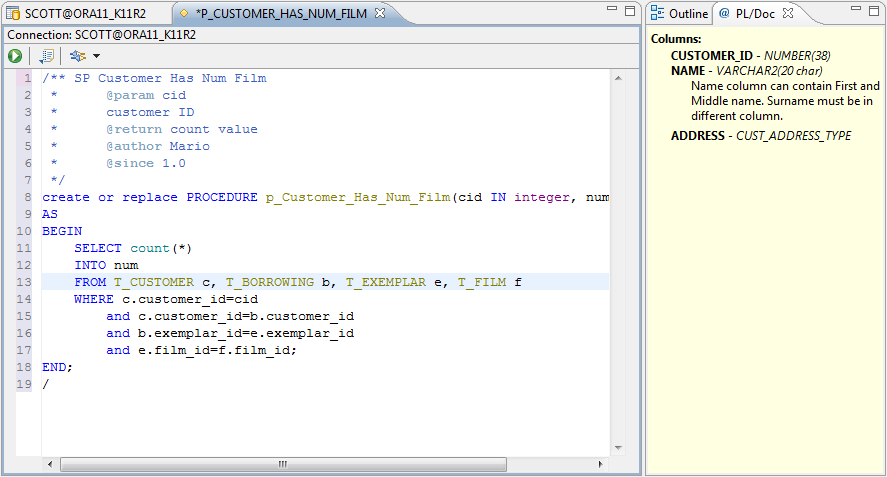 SCOTT@ORA11_K11R2
*P_CUSTOMER_HAS_NUM_FILM
Connection: SCOTT@ORA11_K11R2
1 /** SP Customer Has Num Film
2 *      @param cid
3 *      customer ID
4 *      @return count value
5 *      @author Mario
6 *      @since 1.0
7 */
8 create or replace PROCEDURE p_Customer_Has_Num_Film(cid IN integer, num
9 AS
10 BEGIN
11     SELECT count(*)
12     INTO num
13     FROM T_CUSTOMER c, T_BORROWING b, T_EXEMPLAR e, T_FILM f
14     WHERE c.customer_id=cid
15         and c.customer_id=b.customer_id
16         and b.exemplar_id=e.exemplar_id
17         and e.film_id=f.film_id;
18 END;
19 /
Outline
@ PL/Doc
Columns:
CUSTOMER_ID - NUMBER(38)
NAME - VARCHAR2(20 char)
Name column can contain First and
Middle name. Surname must be in
different column.
ADDRESS - CUST_ADDRESS_TYPE